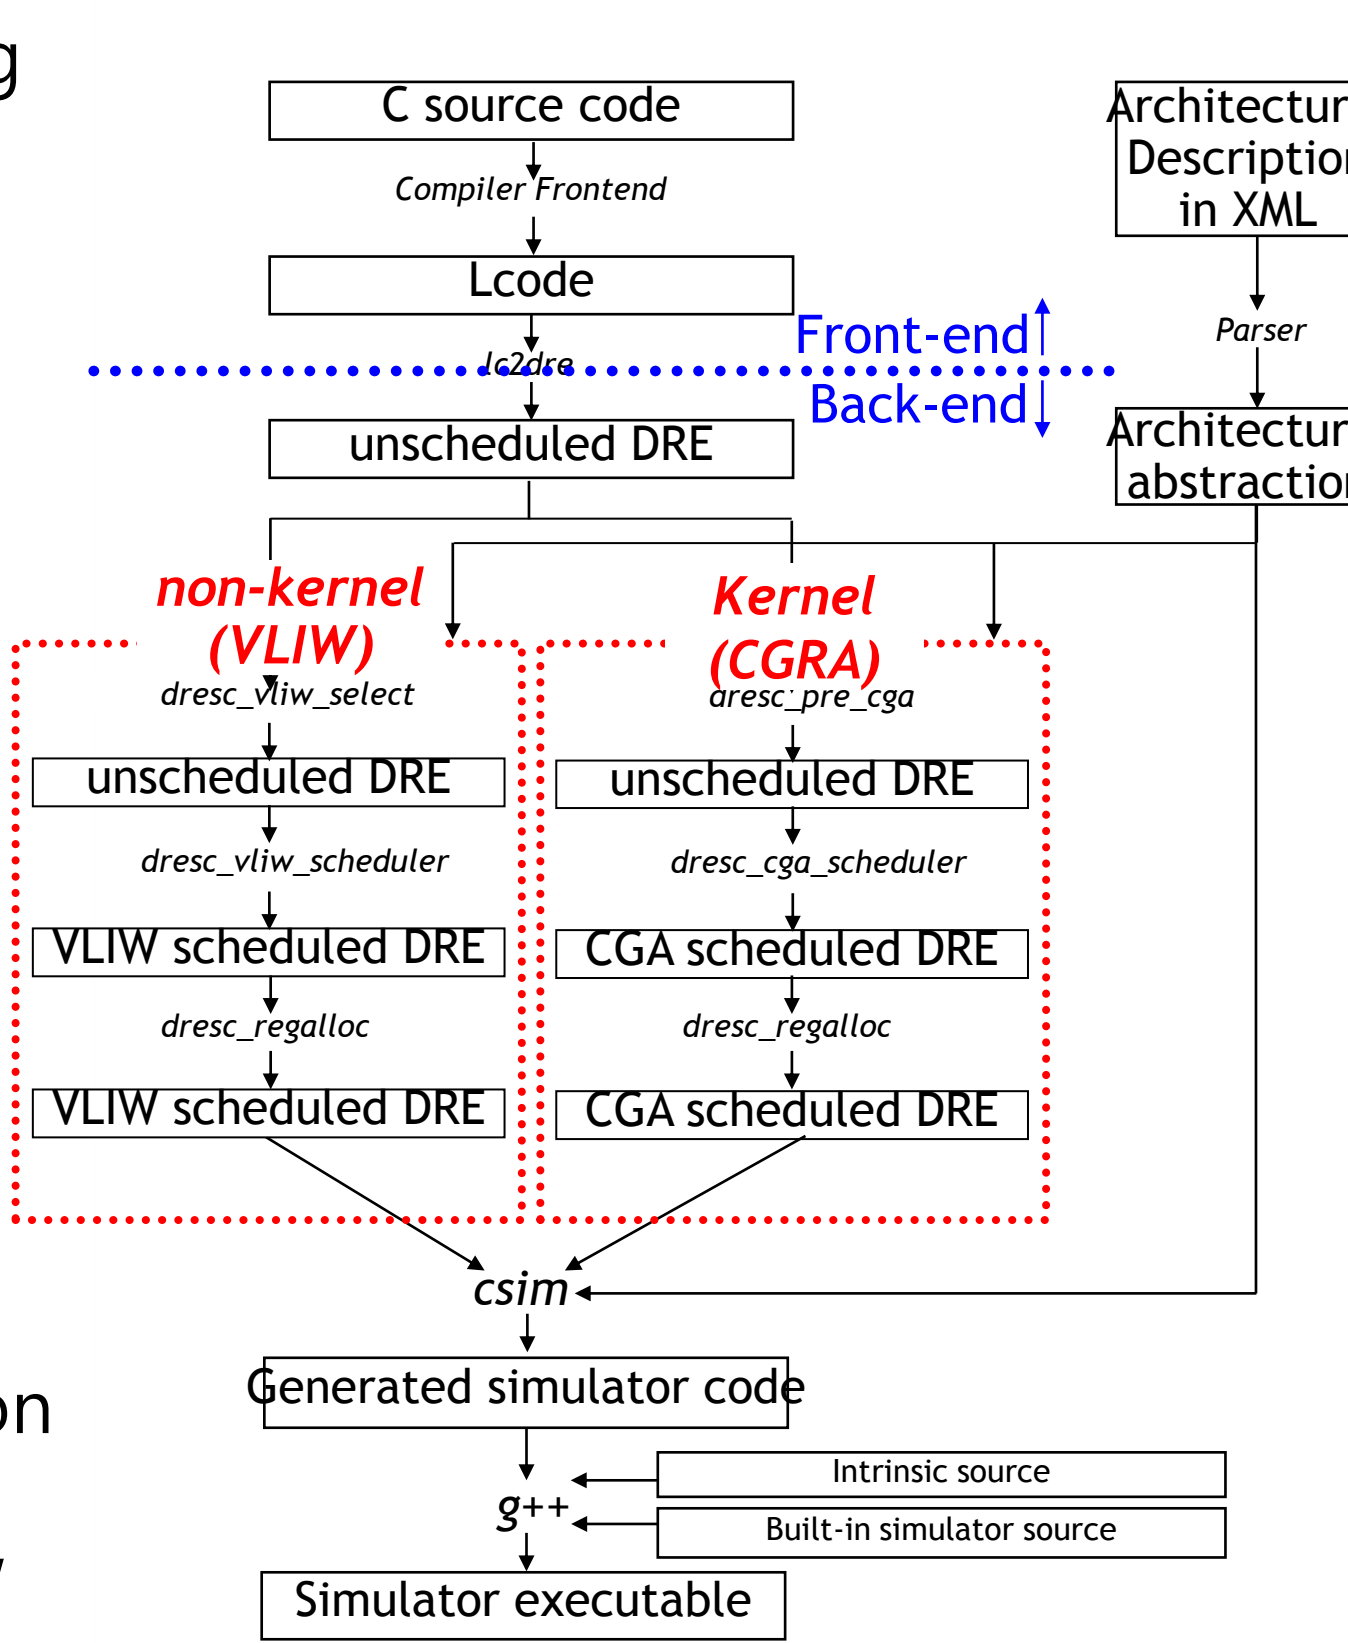 g
C source code
Compiler Frontend
Lcode
lc2dre
Front-end
Back-end
unscheduled DRE
Architectur
Description
in XML
Parser
Architectur
abstraction
non-kernel
(VLIW)
dresc_vliw_select
unscheduled DRE
dresc_vliw_scheduler
VLIW scheduled DRE
dresc_regalloc
VLIW scheduled DRE
Kernel
(CGRA)
dresc_pre_cga
unscheduled DRE
dresc_cga_scheduler
CGA scheduled DRE
dresc_regalloc
CGA scheduled DRE
csim
Generated simulator code
on
g++
Intrinsic source
Built-in simulator source
Simulator executable